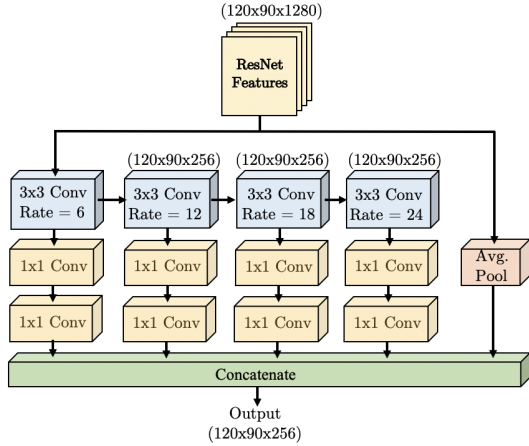 (120x90x1280)
ResNet
Features
(120x90x256)
(120x90x256)
(120x90x256)
3x3 Conv
Rate = 6
3x3 Conv
Rate = 12
3x3 Conv
Rate = 18
3x3 Conv
Rate = 24
1x1 Conv
1x1 Conv
1x1 Conv
1x1 Conv
Avg.
Pool
1x1 Conv
1x1 Conv
1x1 Conv
1x1 Conv
Concatenate
Output
(120x90x256)